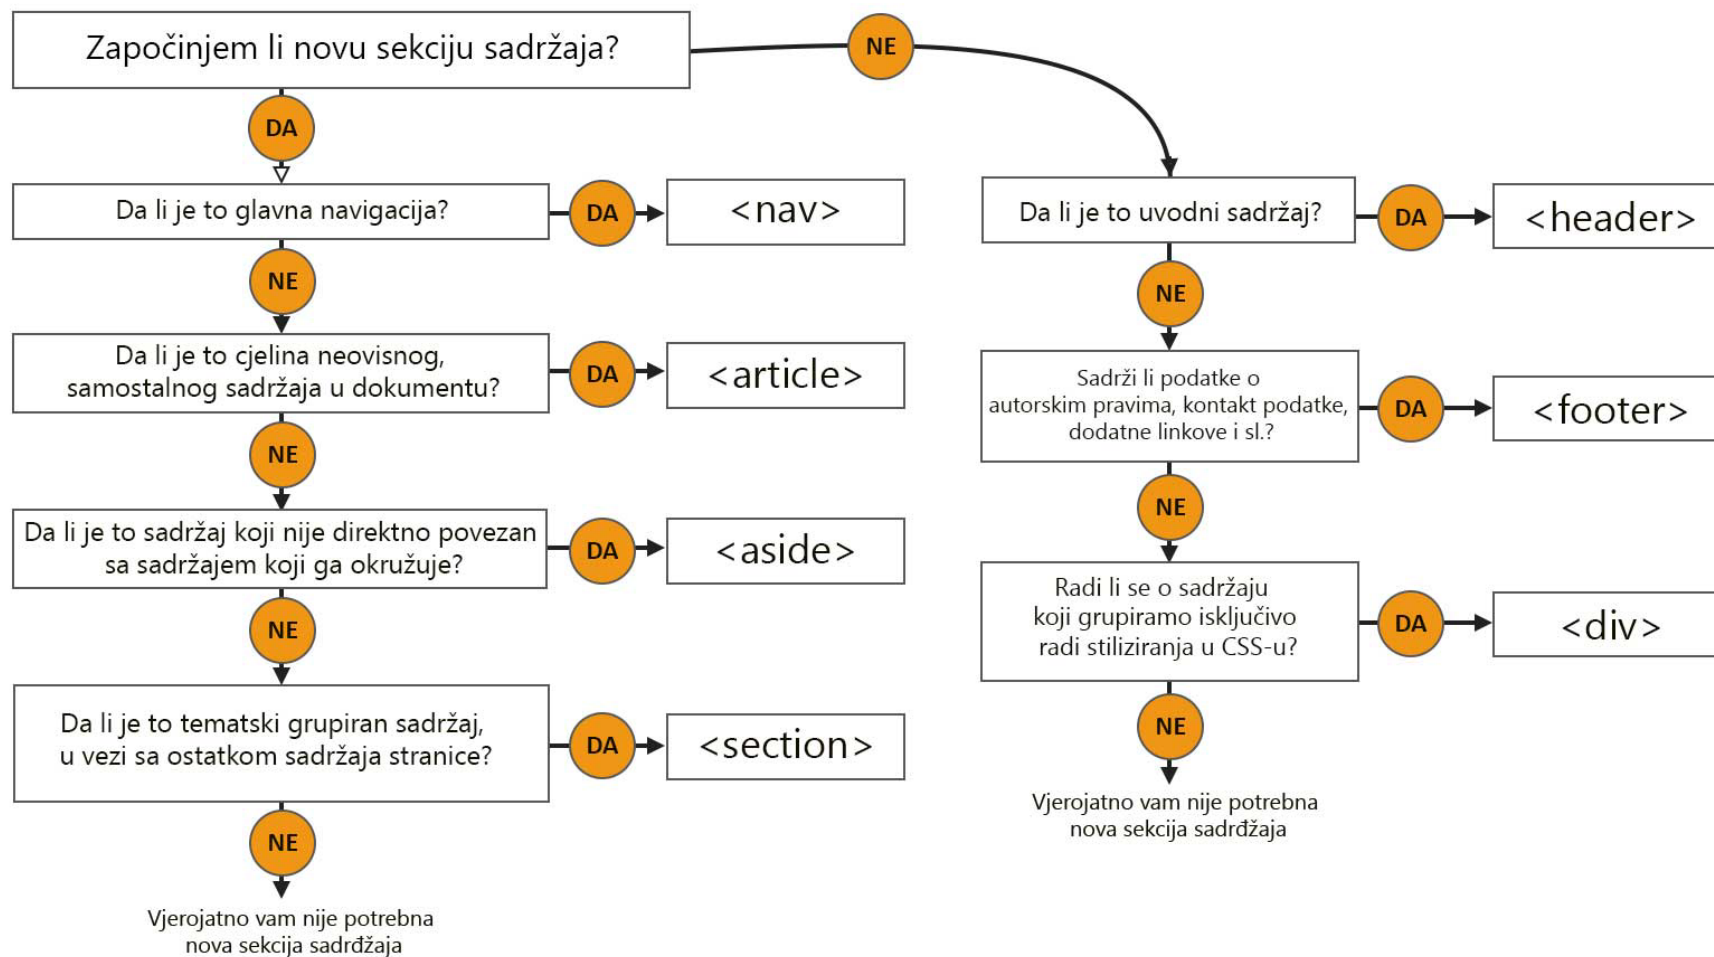 Započinjem li novu sekciju sadržaja?
NE
DA
Da li je to glavna navigacija?
DA
<nav>
NE
Da li je to cjelina neovisnog,
samostalnog sadržaja u dokumentu?
DA
<article>
NE
Da li je to sadržaj koji nije direktno povezan
sa sadržajem koji ga okružuje?
DA
<aside>
NE
Da li je to tematski grupiran sadržaj,
u vezi sa ostatkom sadržaja stranice?
DA
<section>
NE
Vjerojatno vam nije potrebna
nova sekcija sadrđžaja
Da li je to uvodni sadržaj?
DA
<header>
NE
Sadrži li podatke o
autorskim pravima, kontakt podatke,
dodatne linkove i sl.?
DA
<footer>
NE
Radi li se o sadržaju
koji grupiramo isključivo
radi stiliziranja u CSS-u?
DA
<div>
NE
Vjerojatno vam nije potrebna
nova sekcija sadrđžaja